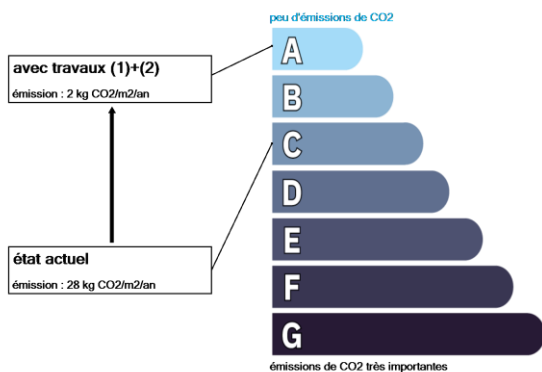 peu d'émissions de CO2
avec travaux (1)+(2)
émission : 2 kg CO2/m2/an
A
B
C
D
état actuel
émission : 28 kg CO2/m2/an
E
F
G
émissions de CO2 très importantes